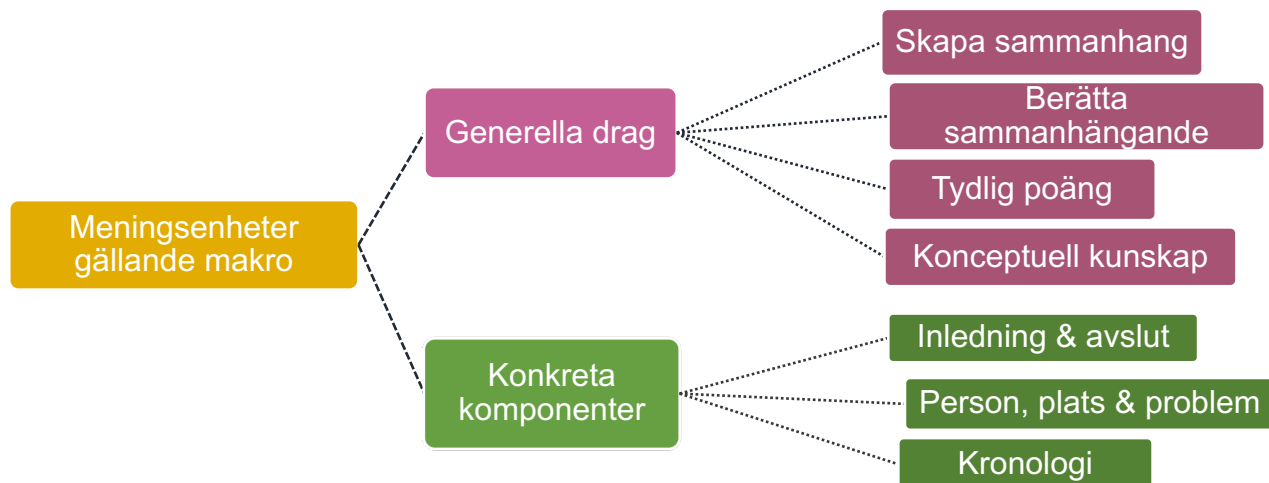 Meningsenheter
gällande makro
Generella drag
Skapa sammanhang
Berätta
sammanhängande
Tydlig poäng
Konceptuell kunskap
Konkreta
komponenter
Inledning & avslut
Person, plats & problem
Kronologi